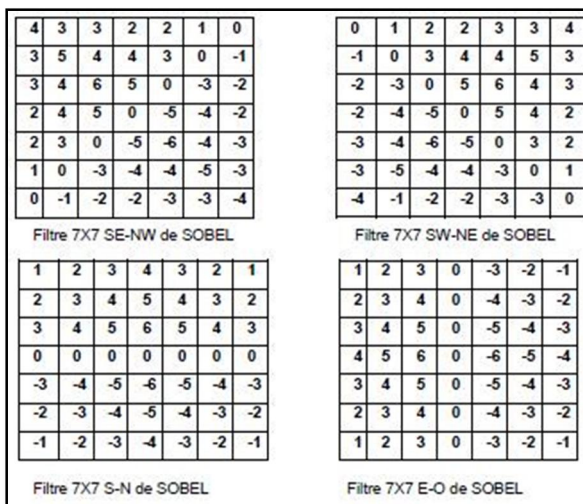 4 3 3 2 2 1 0
3 5 4 4 3 0 -1
3 4 6 5 0 -3 -2
2 4 5 0 -5 -4 -2
2 3 0 -5 -6 -4 -3
1 0 -3 -4 -4 -5 -3
0 -1 -2 -2 -3 -3 -4
Filtre 7X7 SE-NW de SOBEL
0 1 2 2 3 3 4
-1 0 3 4 4 5 3
-2 -3 0 5 6 4 3
-2 -4 -5 0 5 4 2
-3 -4 -6 -5 0 3 2
-3 -5 -4 -4 -3 0 1
-4 -1 -2 -2 -3 -3 0
Filtre 7X7 SW-NE de SOBEL
1 2 3 4 3 2 1
2 3 4 5 4 3 2
3 4 5 6 5 4 3
0 0 0 0 0 0 0
-3 -4 -5 -6 -5 -4 -3
-2 -3 -4 -5 -4 -3 -2
-1 -2 -3 -4 -3 -2 -1
Filtre 7X7 S-N de SOBEL
1 2 3 0 -3 -2 -1
2 3 4 0 -4 -3 -2
3 4 5 0 -5 -4 -3
4 5 6 0 -6 -5 -4
3 4 5 0 -5 -4 -3
2 3 4 0 -4 -3 -2
1 2 3 0 -3 -2 -1
Filtre 7X7 E-O de SOBEL